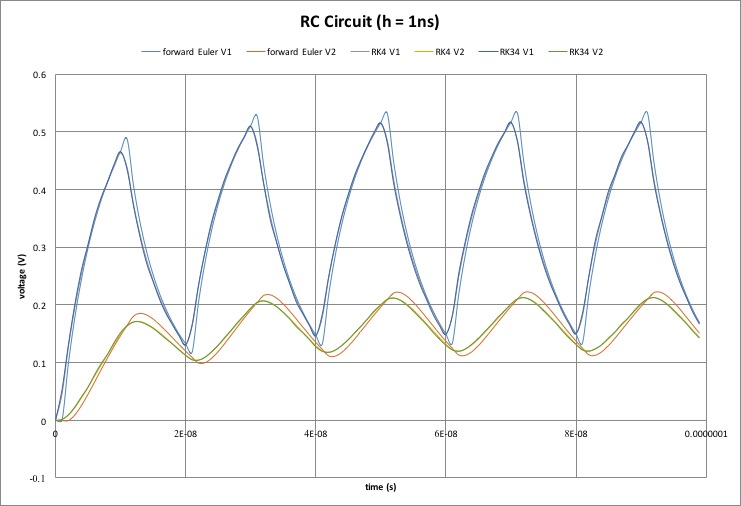 RC Circuit (h = 1ns)
forward Euler V1 forward Euler V2 RK4 V1 RK4 V2 RK34 V1 RK34 V2
0.6
0.5
0.4
0.3
voltage (V)
0.2
0.1
0
0 2E-08 4E-08 6E-08 8E-08 0.0000001
-0.1
time (s)